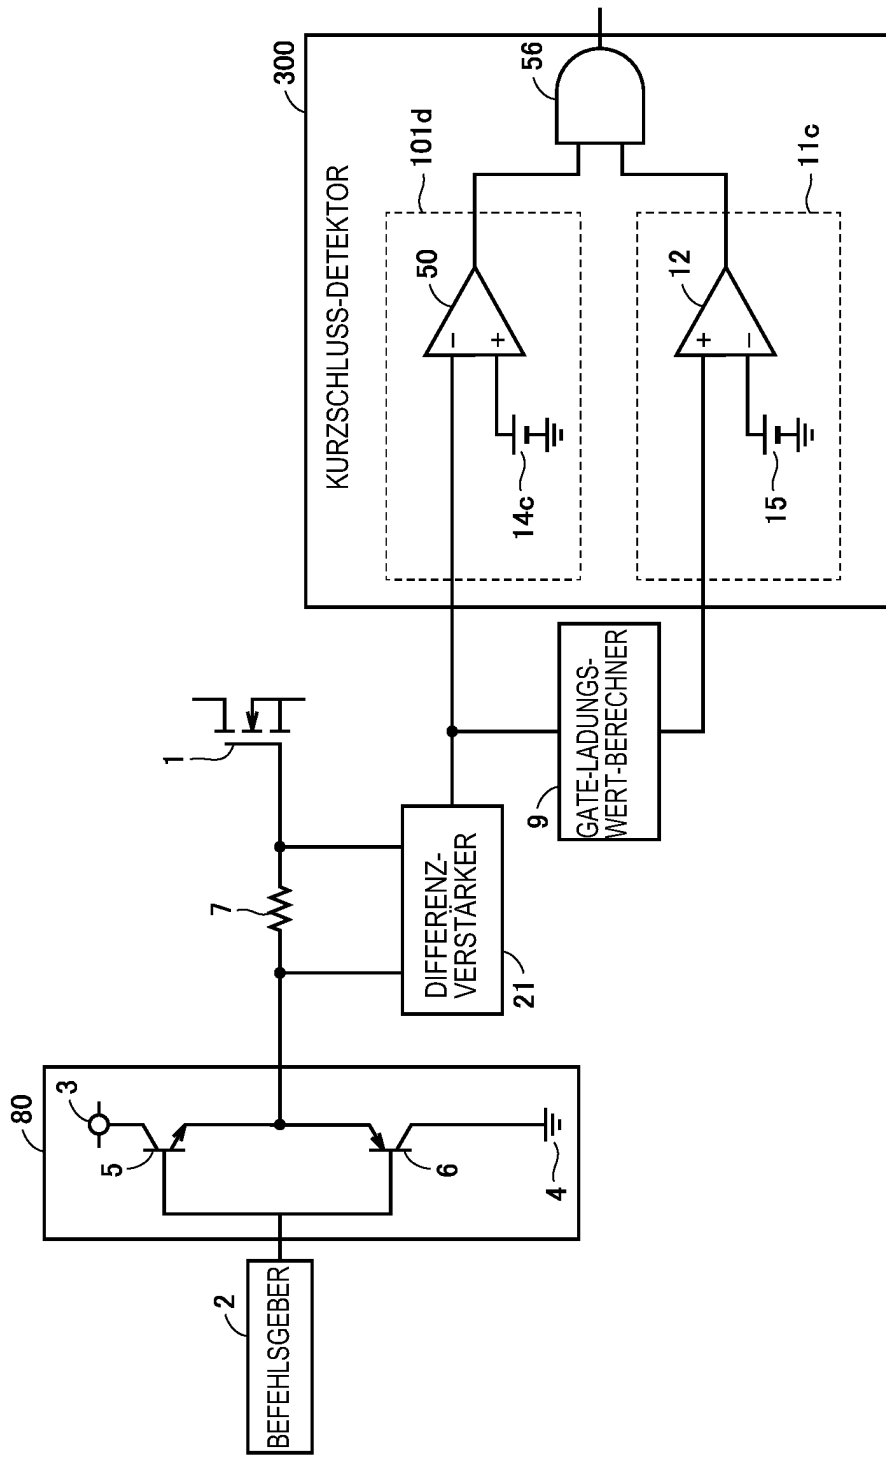 300
KURZSCHLUSS-DETEKTOR
56
101d
50
−
+
14c
11c
12
+
−
15
1
7
DIFFERENZ-
VERSTÄRKER
21
9
GATE-LADUNGS-
WERT-BERECHNER
80
3
5
6
4
2
BEFEHLSGEBER